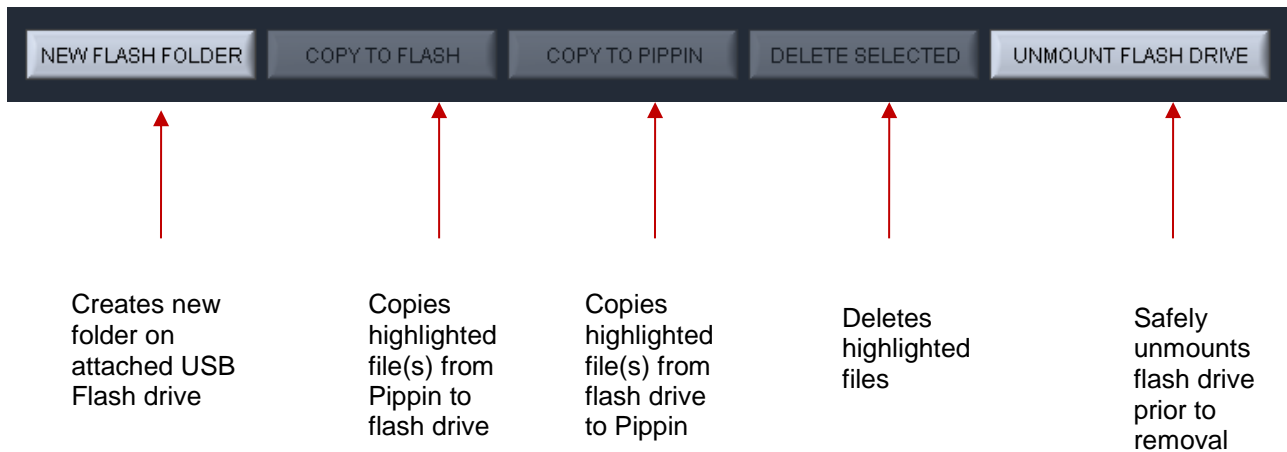 NEW FLASH FOLDER
COPY TO FLASH
COPY TO PIPPIN
DELETE SELECTED
UNMOUNT FLASH DRIVE
Creates new
folder on
attached USB
Flash drive
Copies
highlighted
file(s) from
Pippin to
flash drive
Copies
highlighted
file(s) from
flash drive
to Pippin
Deletes
highlighted
files
Safely
unmounts
flash drive
prior to
removal